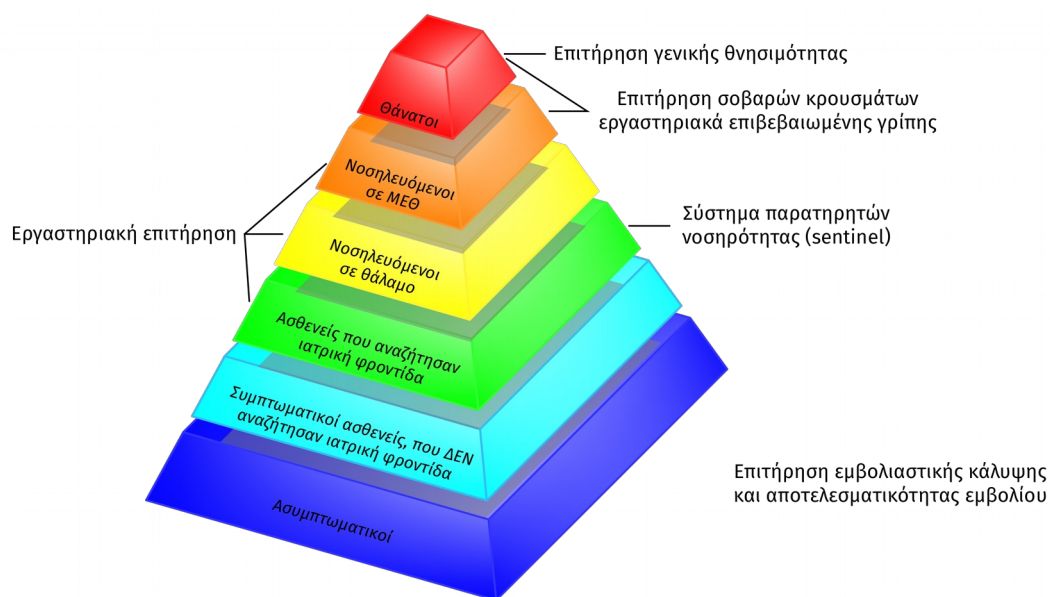 Επιτήρηση γενικής θνησιμότητας
Επιτήρηση σοβαρών κρουσμάτων
εργαστηριακά επιβεβαιωμένης γρίπης
Θάνατοι
Νοσηλευόμενοι
σε ΜΕΘ
Σύστημα παρατηρητών
νοσηρότητας (sentinel)
Εργαστηριακή επιτήρηση
Νοσηλευόμενοι
σε θάλαμο
Ασθενείς που αναζήτησαν
ιατρική φροντίδα
Συμπτωματικοί ασθενείς, που ΔΕΝ
αναζήτησαν ιατρική φροντίδα
Επιτήρηση εμβολιαστικής κάλυψης
και αποτελεσματικότητας εμβολίου
Ασυμπτωματικοί